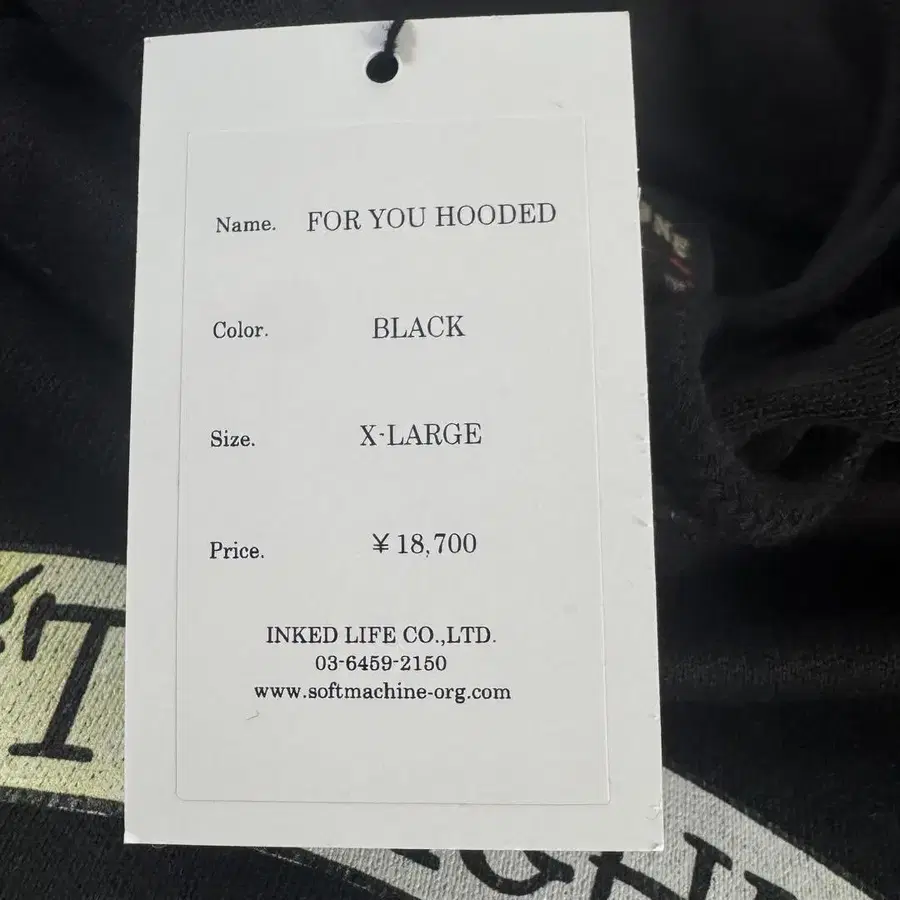 Name. FOR YOU HOODED
Color. BLACK
Size. X-LARGE
Price. ¥ 18,700
INKED LIFE CO.,LTD.
03-6459-2150
www.softmachine-org.com